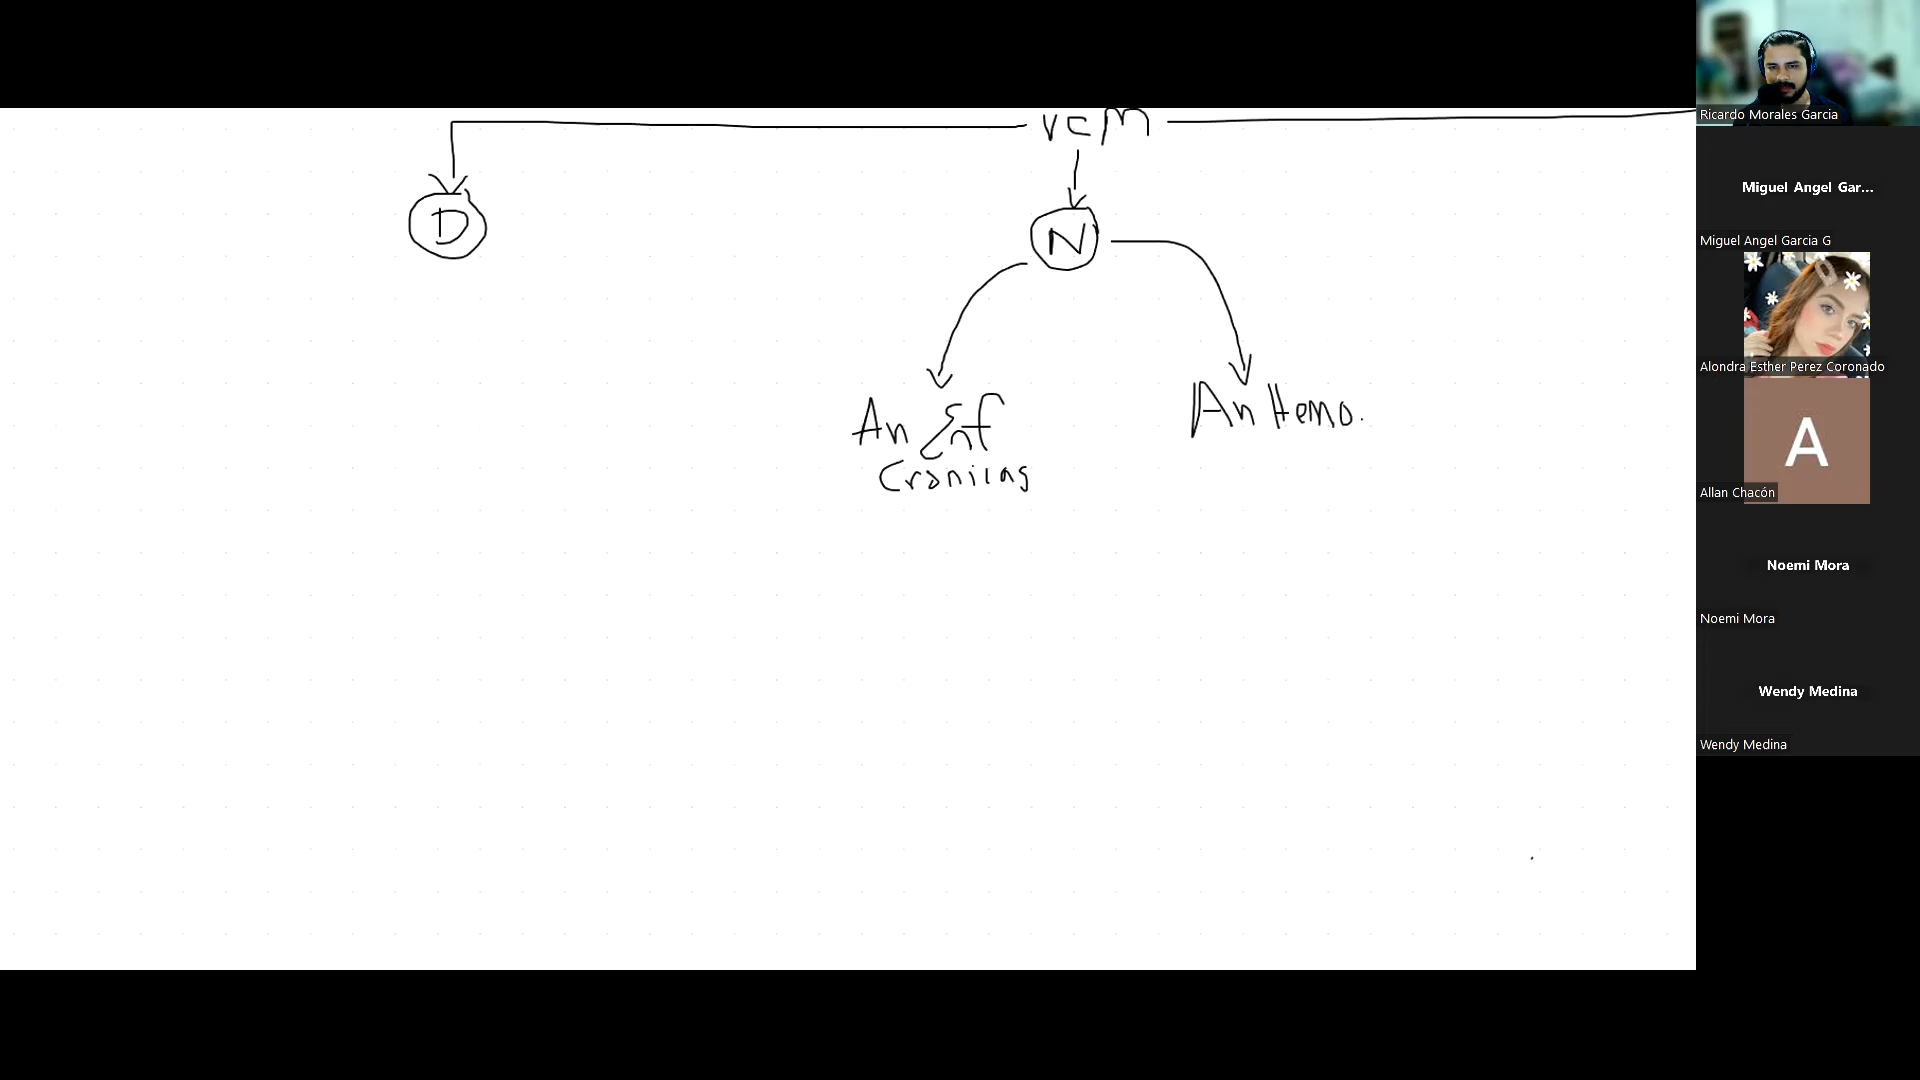 VCM
D
N
An Enf
Cronicas
An Hemo.
Ricardo Morales Garcia
Miguel Angel Gar...
Miguel Angel Garcia G
Alondra Esther Perez Coronado
A
Allan Chacón
Noemi Mora
Noemi Mora
Wendy Medina
Wendy Medina